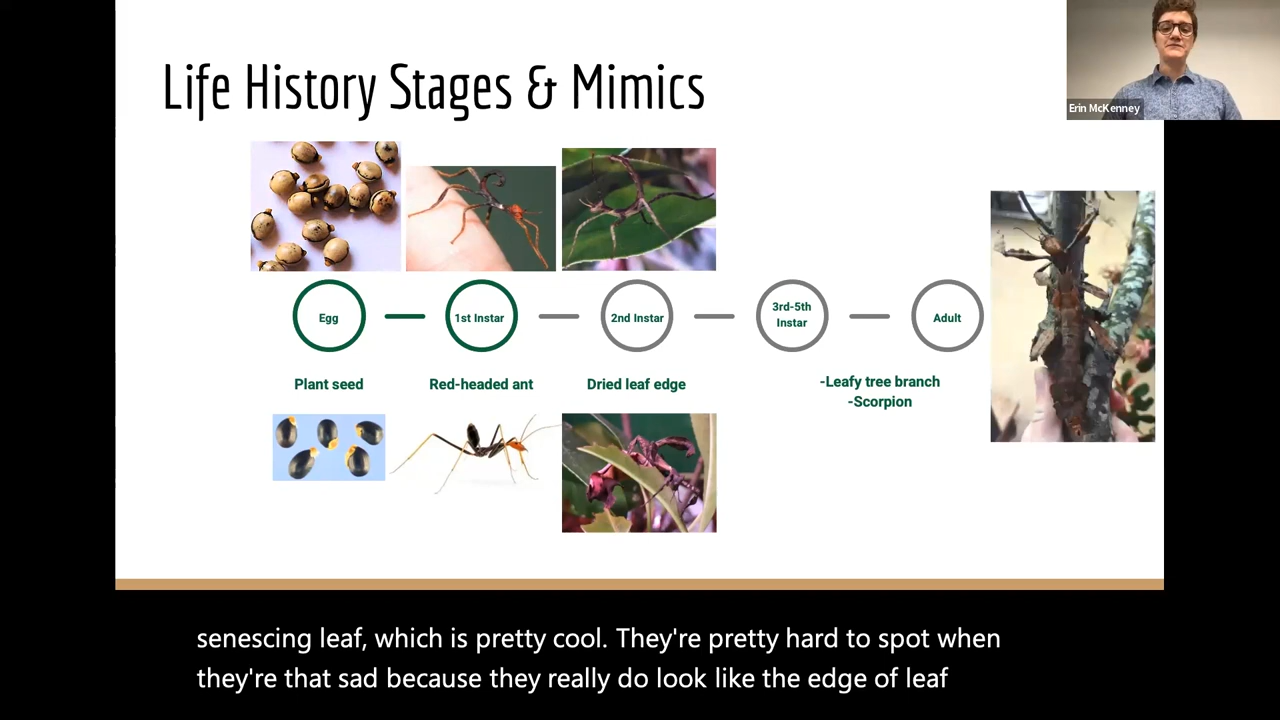 Life History Stages & Mimics
Erin McKenney
Egg
1st Instar
2nd Instar
3rd-5th
Instar
Adult
Plant seed
Red-headed ant
Dried leaf edge
-Leafy tree branch
-Scorpion
senescing leaf, which is pretty cool. They're pretty hard to spot when
they're that sad because they really do look like the edge of leaf